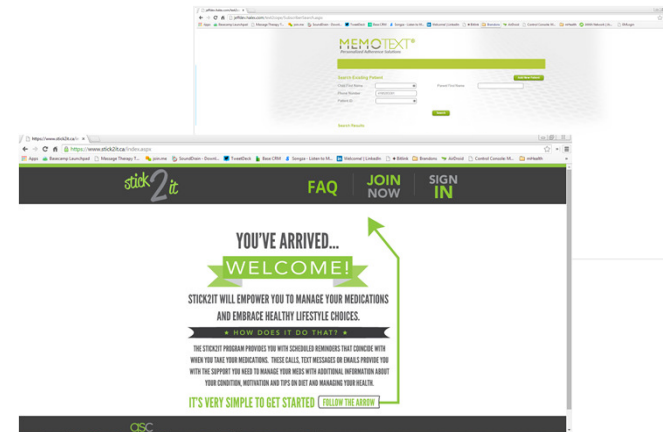 MEMOTEXT
Personalized Adherence Solutions
Search Existing Patient
Phone Number
Patient ID
Search Results
https://www.stick2it.ca/index.aspx
Apps
Basecamp Launchpad
Massage Therapy T...
join.me
TweetDeck
Base CRM
Songza - Listen to M...
Welcome! | LinkedIn
Bitlink
AirDroid
Control Console: M...
mHealth
stick2it
FAQ
JOIN
NOW
SIGN
IN
YOU'VE ARRIVED...
WELCOME!
STICK2IT WILL EMPOWER YOU TO MANAGE YOUR MEDICATIONS
AND EMBRACE HEALTHY LIFESTYLE CHOICES.
HOW DOES IT DO THAT?
THE STICK2IT PROGRAM PROVIDES YOU WITH SCHEDULED REMINDERS THAT COINCIDE WITH
WHEN YOU TAKE YOUR MEDICATIONS. THESE CALLS, TEXT MESSAGES OR EMAILS PROVIDE YOU
WITH THE SUPPORT YOU NEED TO MANAGE YOUR MEDS WITH ADDITIONAL INFORMATION ABOUT
YOUR CONDITION, MOTIVATION AND TIPS ON DIET AND MANAGING YOUR HEALTH.
IT'S VERY SIMPLE TO GET STARTED FOLLOW THE ARROW
asc